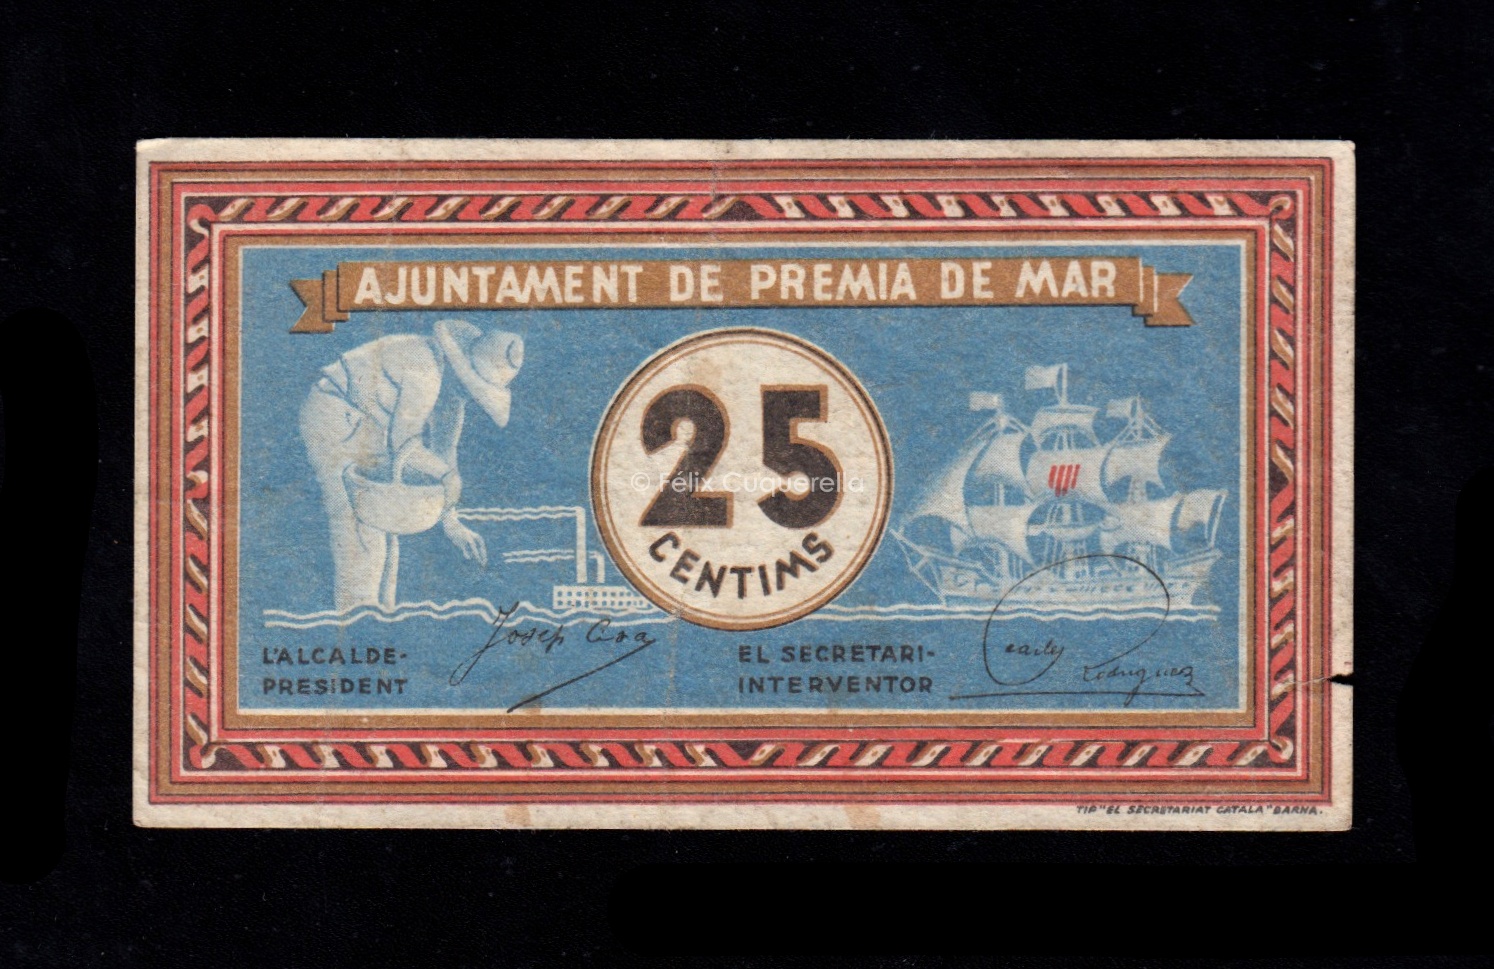 AJUNTAMENT DE PREMIA DE MAR
25
© Félix Cuquerella
CENTIMS
L'ALCALDE-
PRESIDENT
Josep
EL SECRETARI-
INTERVENTOR
Rodriguez
TIP "EL SECRETARIAT CATALA" BARNA.